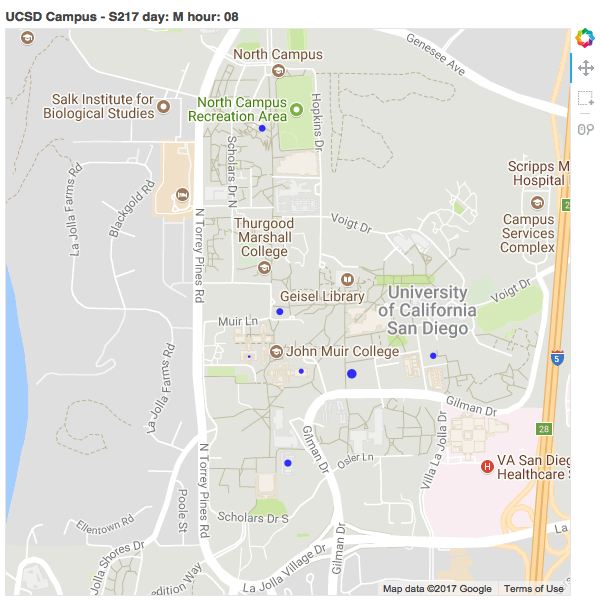 UCSD Campus - S217 day: M hour: 08
Genesee Ave
North Campus
Salk Institute for
Biological Studies
North Campus
Recreation Area
Hopkins Dr
Scholars Dr N
Scripps M
Hospital
La Jolla Farms Rd
Blackgold Rd
2
N Torrey Pines Rd
Voigt Dr
Campus
Services
Complex
Thurgood
Marshall
College
Geisel Library
University
of California
San Diego
Voigt Dr
Muir Ln
John Muir College
5
La Jolla Farms Rd
Gilman Dr
Gilman Dr
Villa La Jolla Dr
28
N Torrey Pines Rd
Osler Ln
H
VA San Dieg
Healthcare S
Poole St
Ellentown Rd
Scholars Dr S
La Jolla Shores Dr
Gilman Dr
La
La Jolla Village Dr
edition Way
Map data ©2017 Google
Terms of Use